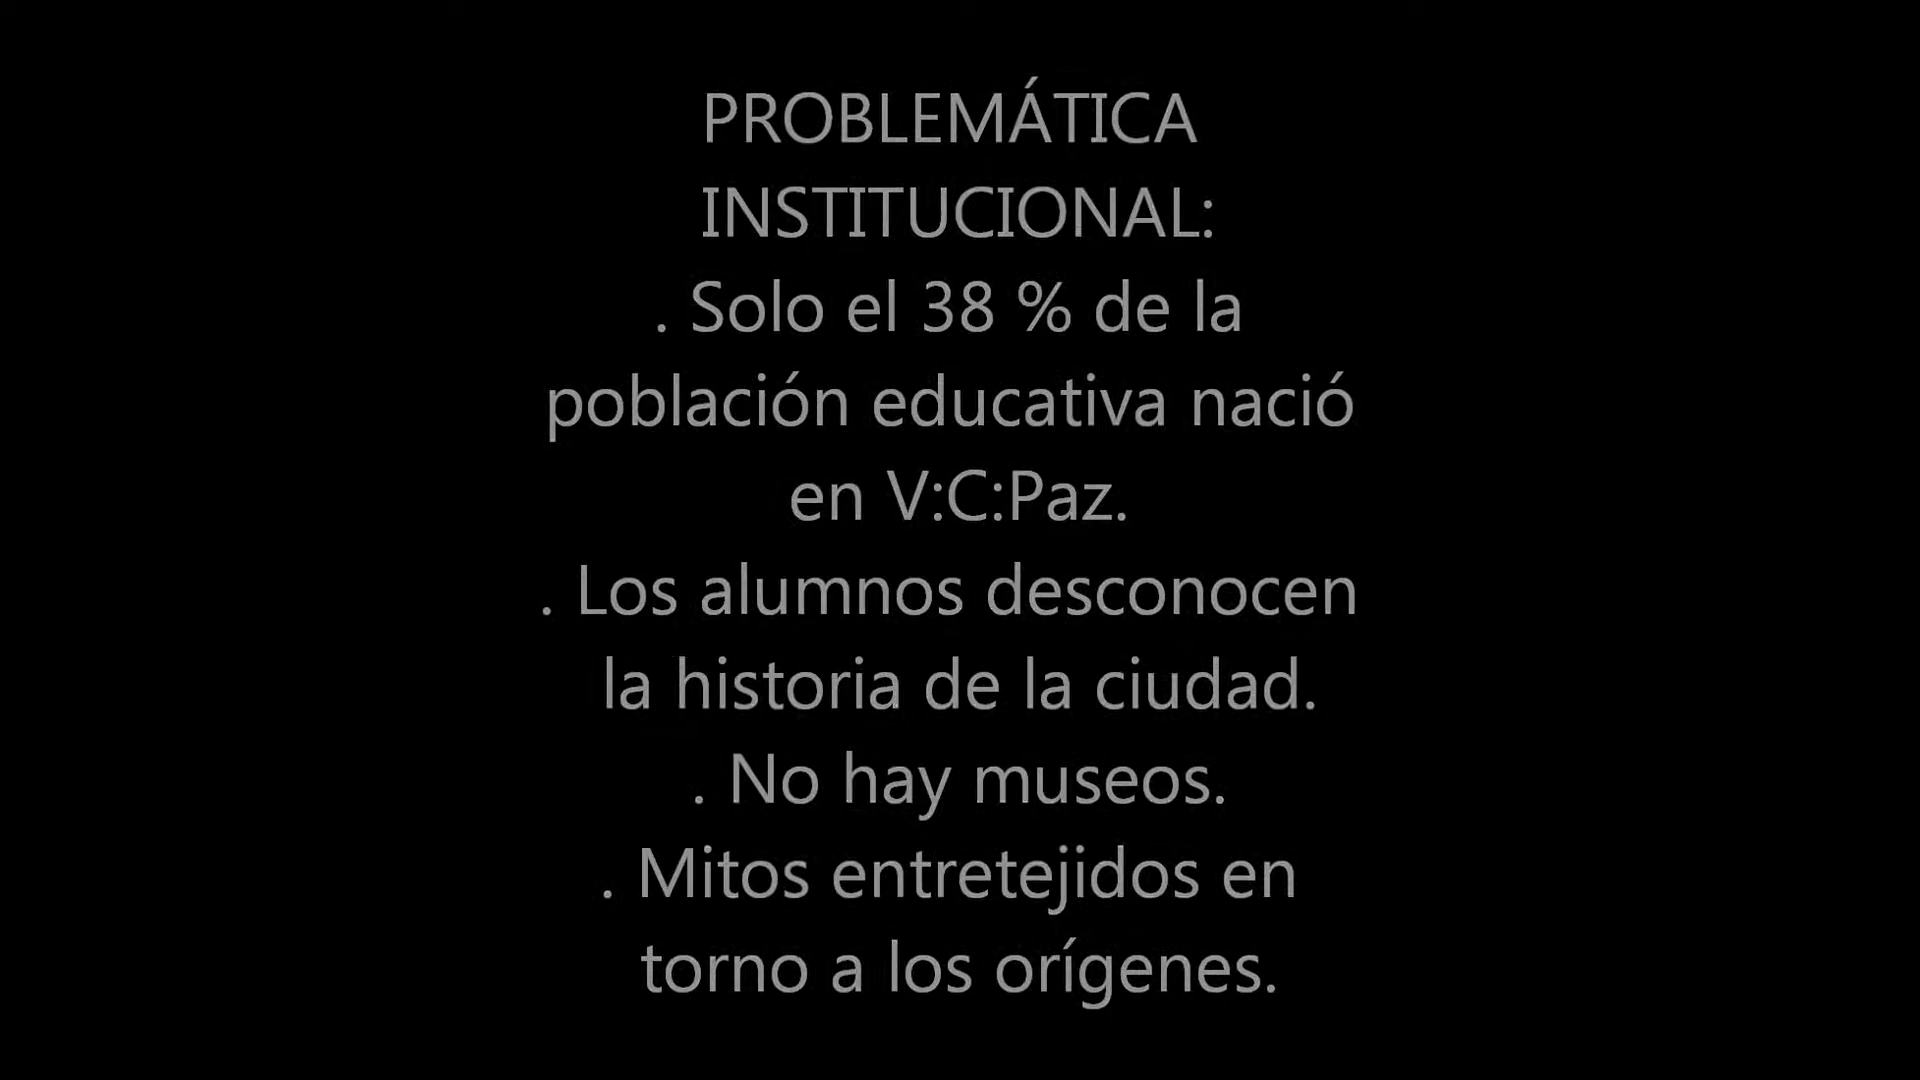 PROBLEMÁTICA
INSTITUCIONAL:
. Solo el 38 % de la
población educativa nació
en V:C:Paz.
. Los alumnos desconocen
la historia de la ciudad.
. No hay museos.
. Mitos entretejidos en
torno a los orígenes.